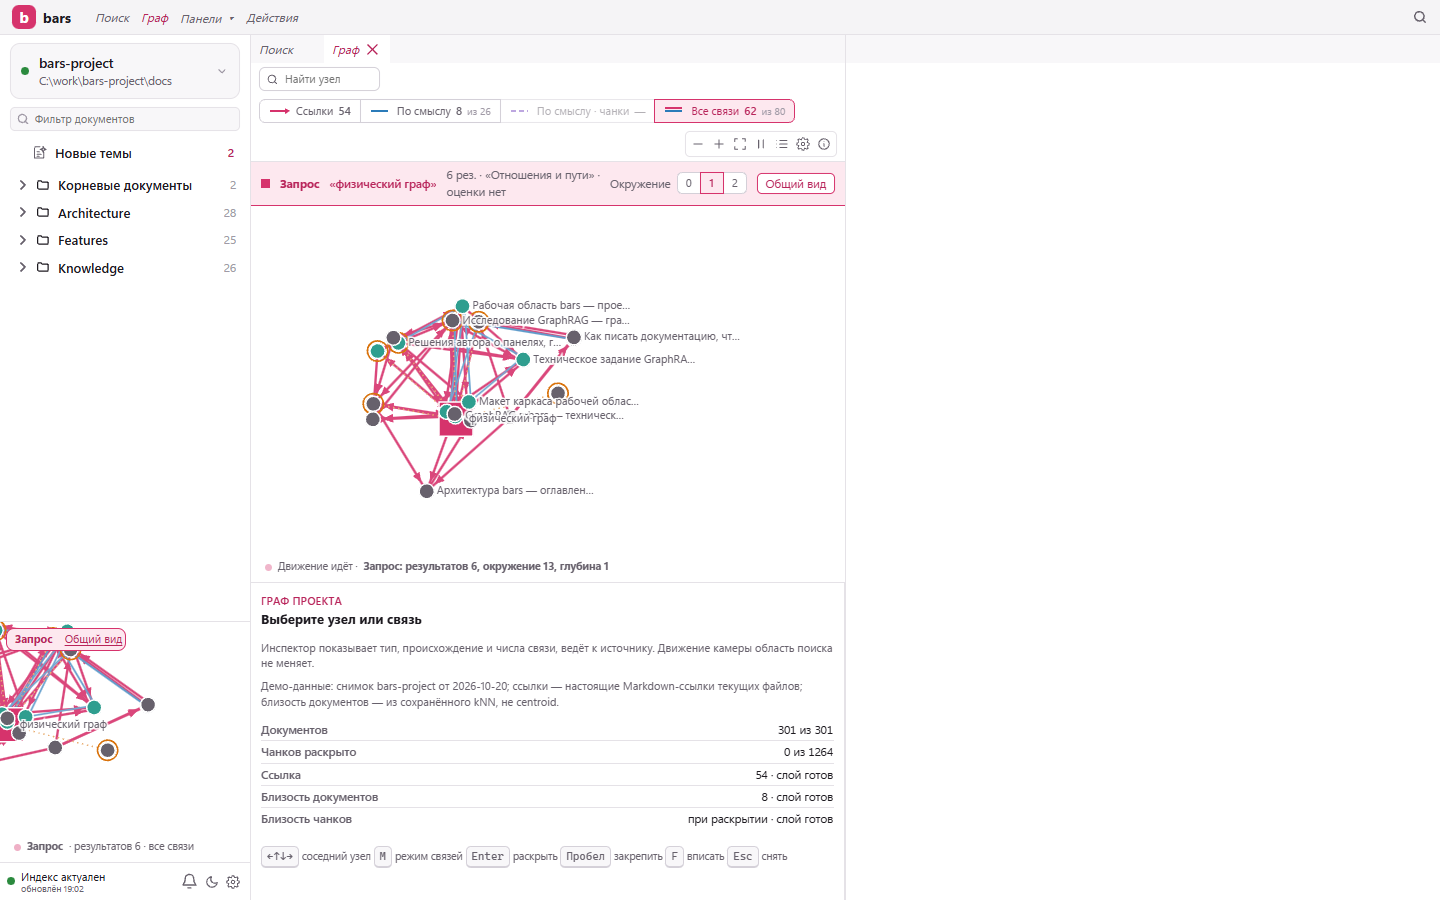 b bars Поиск Граф Панели Действия
bars-project
C:\work\bars-project\docs
Фильтр документов
Новые темы 2
Корневые документы 2
Architecture 28
Features 25
Knowledge 26
Запрос Общий вид
физический граф
Запрос · результатов 6 · все связи
Индекс актуален
обновлён 19:02
Поиск Граф
Найти узел
Ссылки 54 По смыслу 8 из 26 По смыслу · чанки — Все связи 62 из 80
Запрос «физический граф» 6 рез. · «Отношения и пути» ·
оценки нет
Окружение 0 1 2 Общий вид
Рабочая область bars — прое...
Исследование GraphRAG — гра...
Как писать документацию, чт...
Решения автора о панелях, г...
Техническое задание GraphRA...
Макет каркаса рабочей облас...
— техническ...
физический граф
Архитектура bars — оглавлен...
Движение идёт · Запрос: результатов 6, окружение 13, глубина 1
ГРАФ ПРОЕКТА
Выберите узел или связь
Инспектор показывает тип, происхождение и числа связи, ведёт к источнику. Движение камеры область поиска
не меняет.
Демо-данные: снимок bars-project от 2026-10-20; ссылки — настоящие Markdown-ссылки текущих файлов;
близость документов — из сохранённого kNN, не centroid.
Документов 301 из 301
Чанков раскрыто 0 из 1264
Ссылка 54 · слой готов
Близость документов 8 · слой готов
Близость чанков при раскрытии · слой готов
←↑↓→ соседний узел M режим связей Enter раскрыть Пробел закрепить F вписать Esc снять